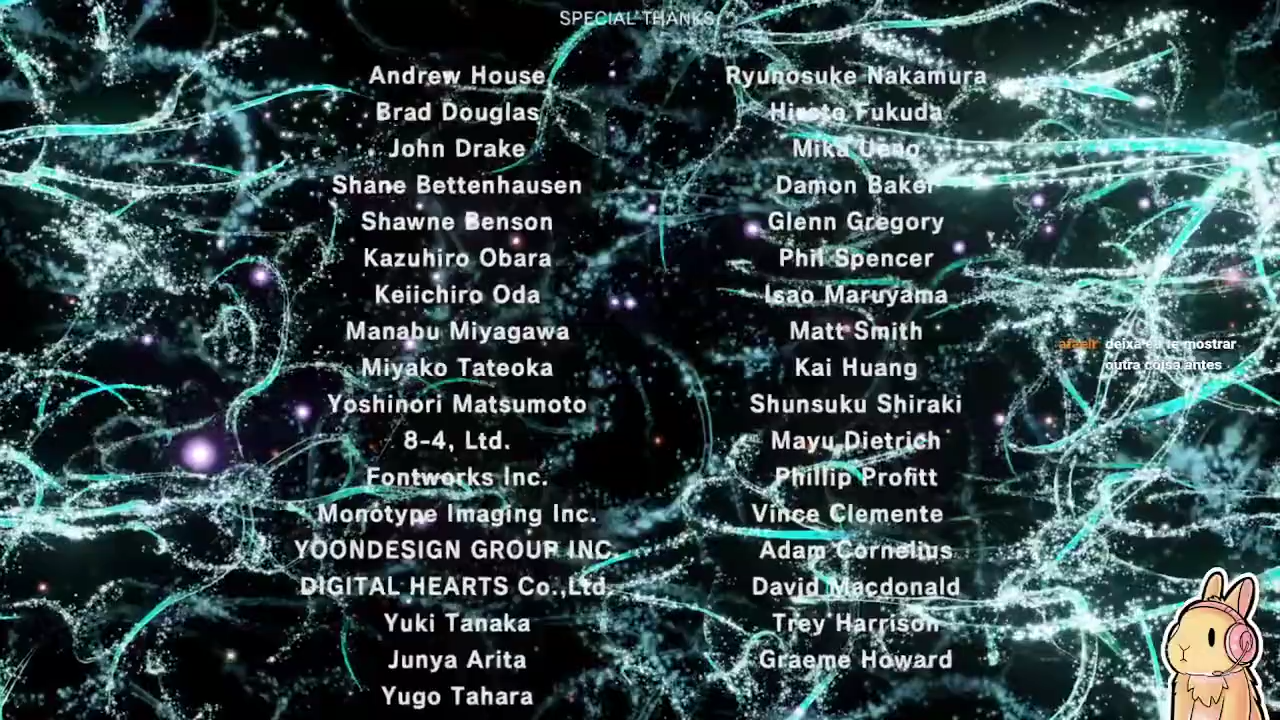 SPECIAL THANKS
Andrew House
Brad Douglas
John Drake
Shane Bettenhausen
Shawne Benson
Kazuhiro Obara
Keiichiro Oda
Manabu Miyagawa
Miyako Tateoka
Yoshinori Matsumoto
8-4, Ltd.
Fontworks Inc.
Monotype Imaging Inc.
YOONDESIGN GROUP INC.
DIGITAL HEARTS Co.,Ltd.
Yuki Tanaka
Junya Arita
Yugo Tahara
Ryunosuke Nakamura
Hiroto Fukuda
Mika Ueno
Damon Baker
Glenn Gregory
Phil Spencer
Isao Maruyama
Matt Smith
Kai Huang
Shunsuku Shiraki
Mayu Dietrich
Phillip Profitt
Vince Clemente
Adam Cornelius
David Macdonald
Trey Harrison
Graeme Howard
deixa eu te mostrar
outra coisa antes